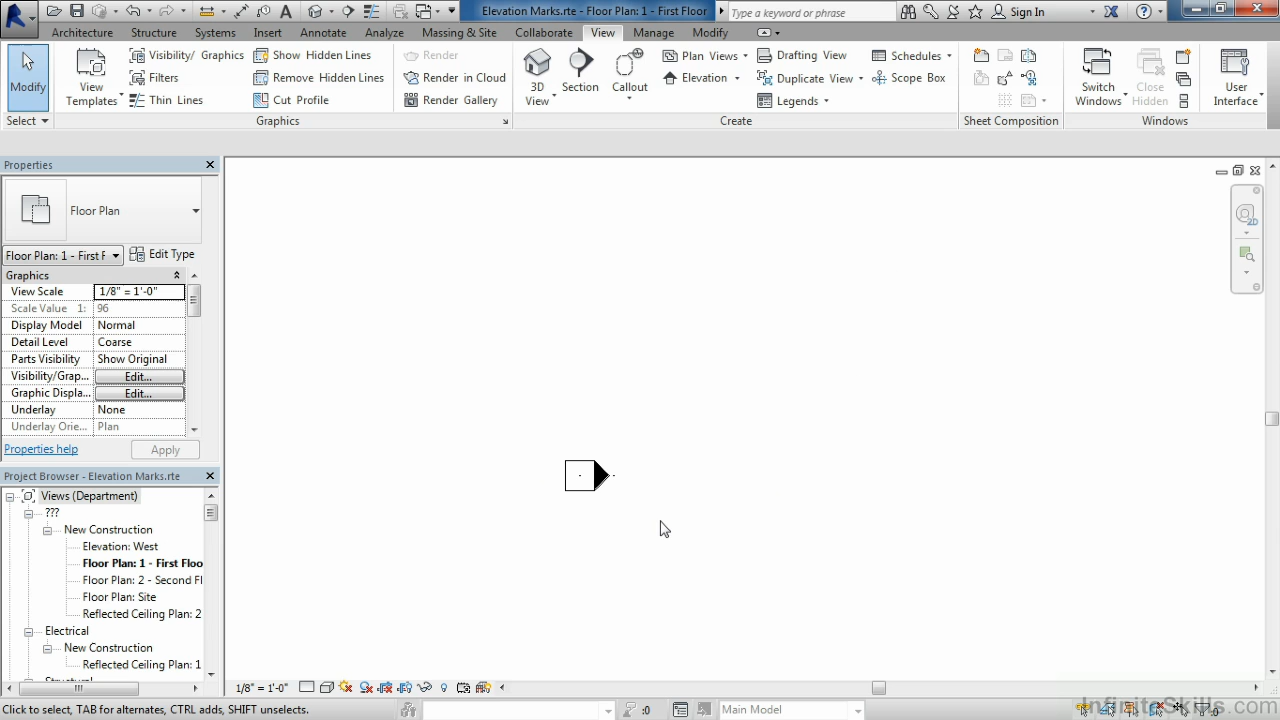 Elevation Marks.rte - Floor Plan: 1 - First Floor
Type a keyword or phrase
Sign In
Architecture Structure Systems Insert Annotate Analyze Massing & Site Collaborate View Manage Modify
Modify
Select
View
Templates
Visibility/ Graphics
Filters
Thin Lines
Show Hidden Lines
Remove Hidden Lines
Cut Profile
Render
Render in Cloud
Render Gallery
Graphics
3D
View
Section
Callout
Plan Views
Elevation
Drafting View
Duplicate View
Legends
Schedules
Scope Box
Create
Sheet Composition
Switch
Windows
Close
Hidden
User
Interface
Windows
Properties
Floor Plan
Floor Plan: 1 - First F
Edit Type
Graphics
View Scale 1/8" = 1'-0"
Scale Value 1: 96
Display Model Normal
Detail Level Coarse
Parts Visibility Show Original
Visibility/Grap... Edit...
Graphic Displa... Edit...
Underlay None
Underlay Orie... Plan
Properties help
Apply
Project Browser - Elevation Marks.rte
Views (Department)
???
New Construction
Elevation: West
Floor Plan: 1 - First Floo
Floor Plan: 2 - Second Fl
Floor Plan: Site
Reflected Ceiling Plan: 2
Electrical
New Construction
Reflected Ceiling Plan: 1
1/8" = 1'-0"
Click to select, TAB for alternates, CTRL adds, SHIFT unselects.
:0
Main Model
InfiniteSkills.com